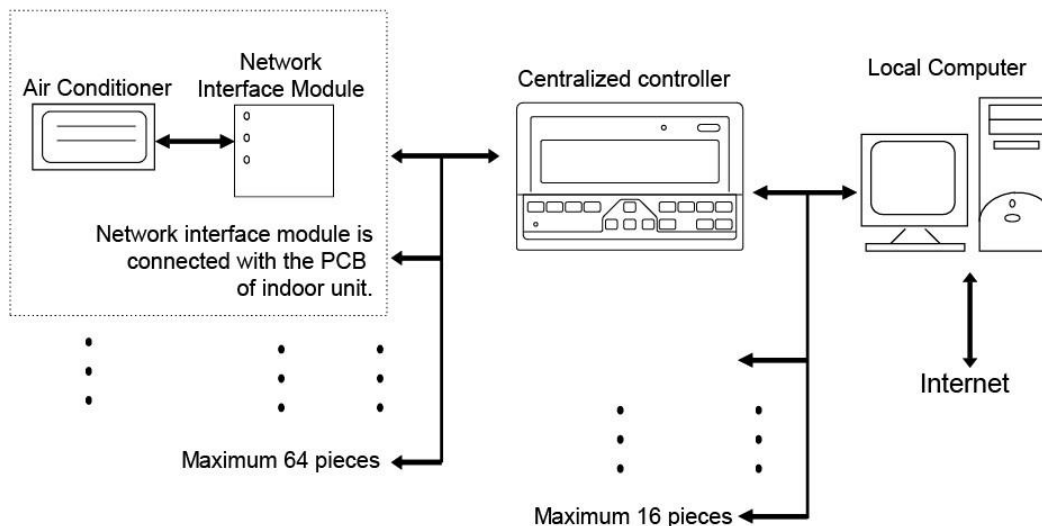 Air Conditioner
Network
Interface Module
Network interface module is
connected with the PCB
of indoor unit.
Maximum 64 pieces
Centralized controller
Maximum 16 pieces
Local Computer
Internet